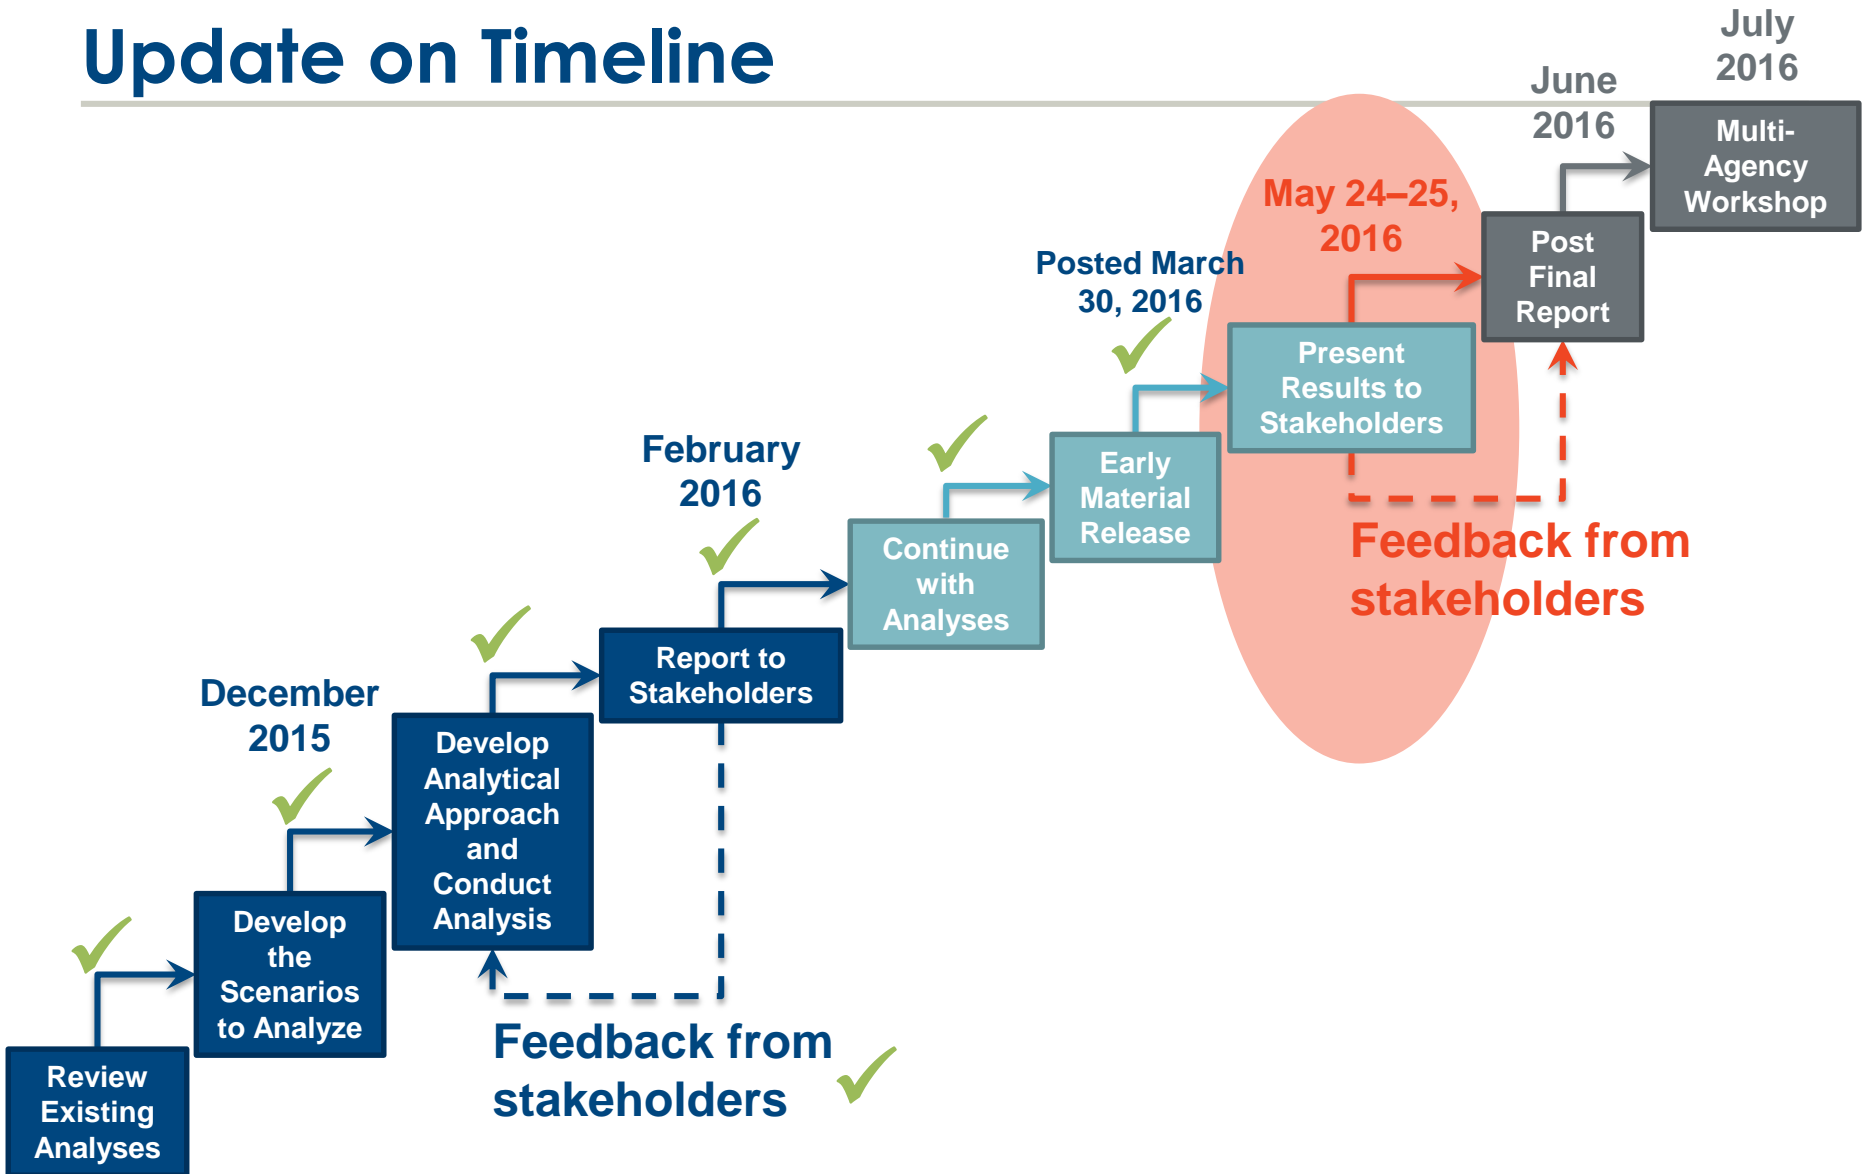 Update on Timeline
July
2016
June
2016
Multi-
Agency
Workshop
May 24–25,
2016
Post
Final
Report
Posted March
30, 2016
Present
Results to
Stakeholders
February
2016
Early
Material
Release
Feedback from
stakeholders
Continue
with
Analyses
Report to
Stakeholders
December
2015
Develop
Analytical
Approach
and
Conduct
Analysis
Develop
the
Scenarios
to Analyze
Feedback from
stakeholders
Review
Existing
Analyses